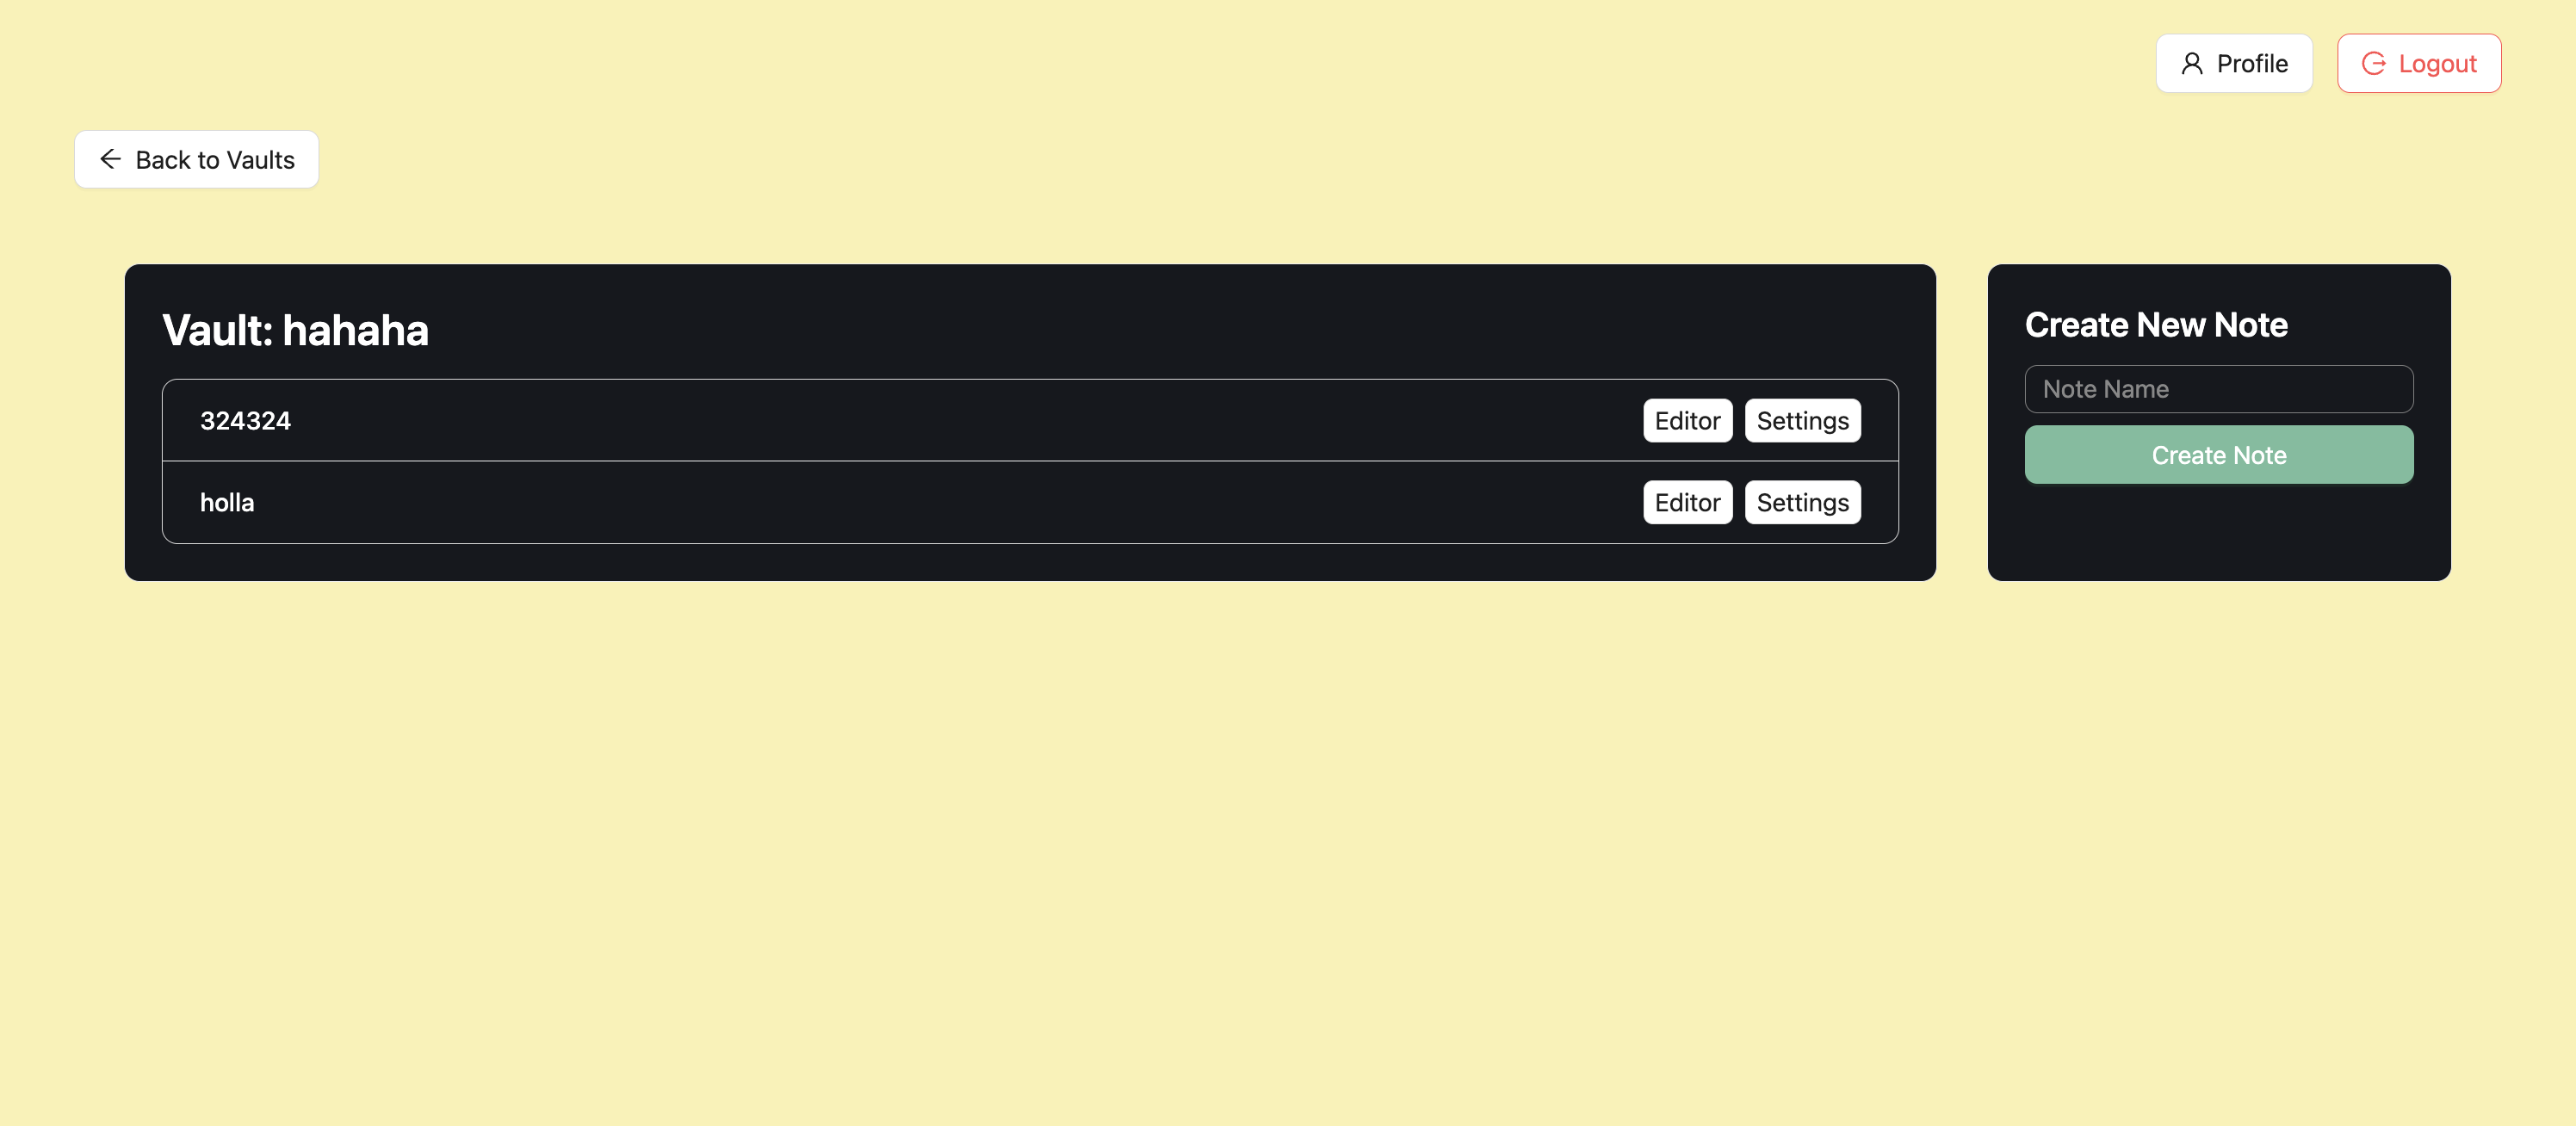 Profile
Logout
Back to Vaults
Vault: hahaha
324324
Editor
Settings
holla
Editor
Settings
Create New Note
Note Name
Create Note